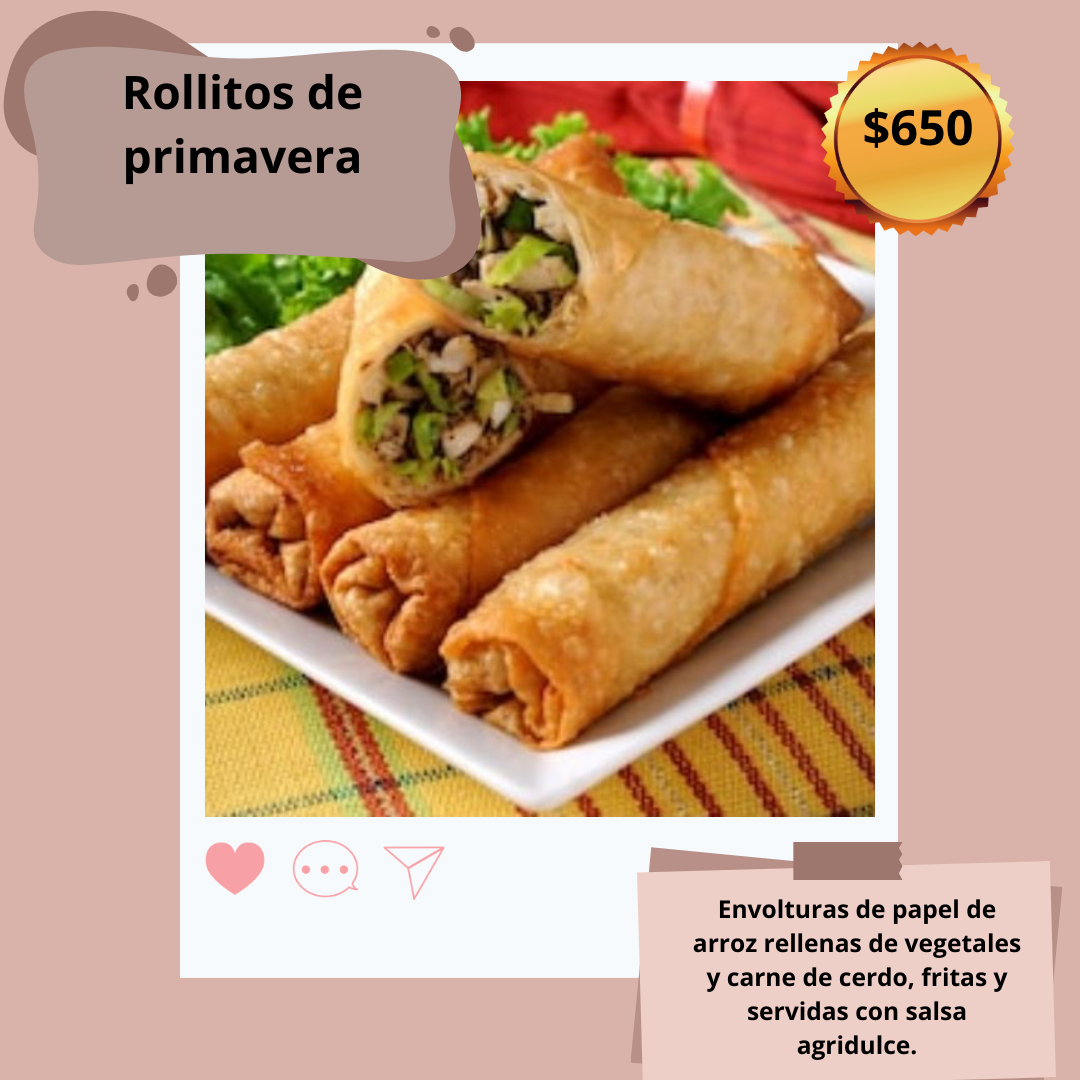 Rollitos de
primavera
$650
Envolturas de papel de
arroz rellenas de vegetales
y carne de cerdo, fritas y
servidas con salsa
agridulce.